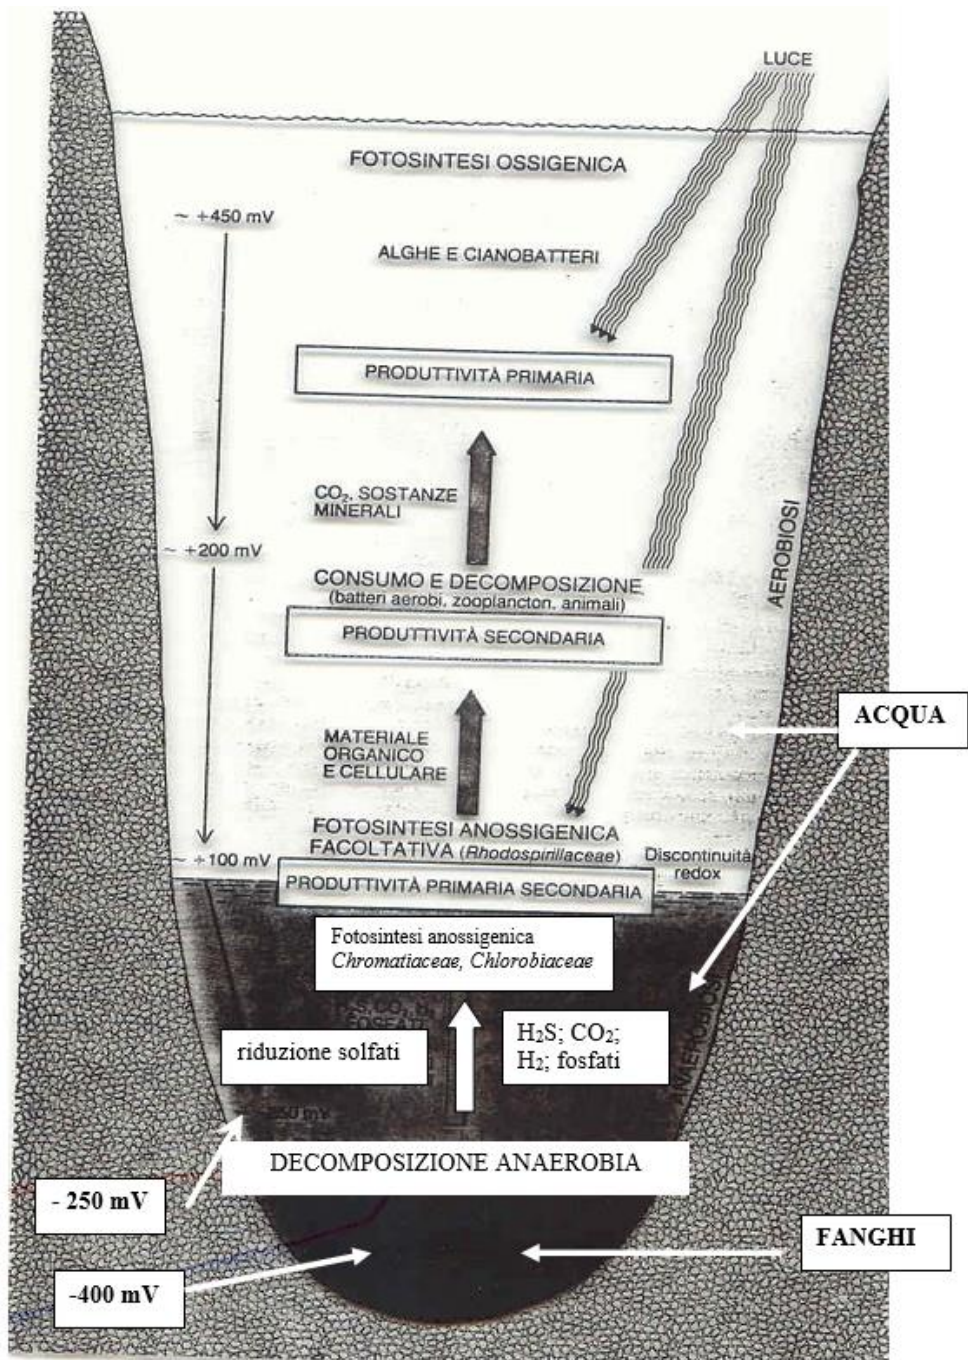 LUCE
FOTOSINTESI OSSIGENICA
~ +450 mV
ALGHE E CIANOBATTERI
PRODUTTIVITÀ PRIMARIA
CO₂, SOSTANZE
MINERALI
AEROBIOSI
~ +200 mV
CONSUMO E DECOMPOSIZIONE
(batteri aerobi, zooplancton, animali)
PRODUTTIVITÀ SECONDARIA
ACQUA
MATERIALE
ORGANICO
E CELLULARE
FOTOSINTESI ANOSSIGENICA
FACOLTATIVA (Rhodospirillaceae)
~ +100 mV
Discontinuità
redox
PRODUTTIVITÀ PRIMARIA SECONDARIA
Fotosintesi anossigenica
Chromatiaceae, Chlorobiaceae
ANAEROBIOSI
riduzione solfati
H₂S; CO₂;
H₂; fosfati
DECOMPOSIZIONE ANAEROBIA
- 250 mV
FANGHI
-400 mV